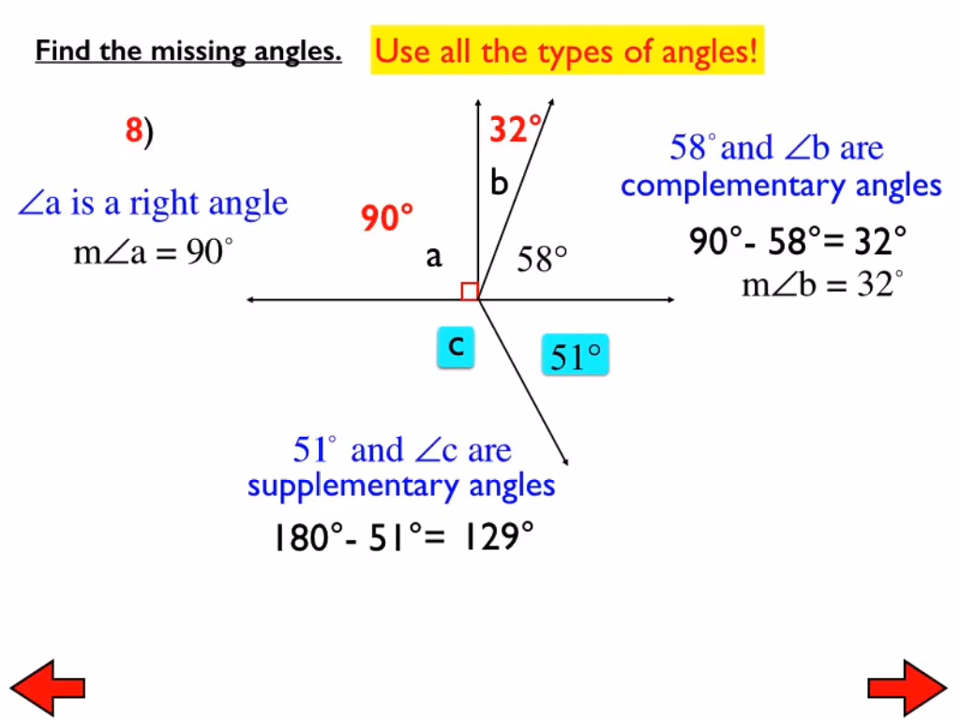 Find the missing angles.
Use all the types of angles!
8)
32°
58° and ∠b are
complementary angles
b
∠a is a right angle
90°
m∠a = 90°
a
58°
90°- 58°= 32°
m∠b = 32°
c
51°
51° and ∠c are
supplementary angles
180°- 51°= 129°